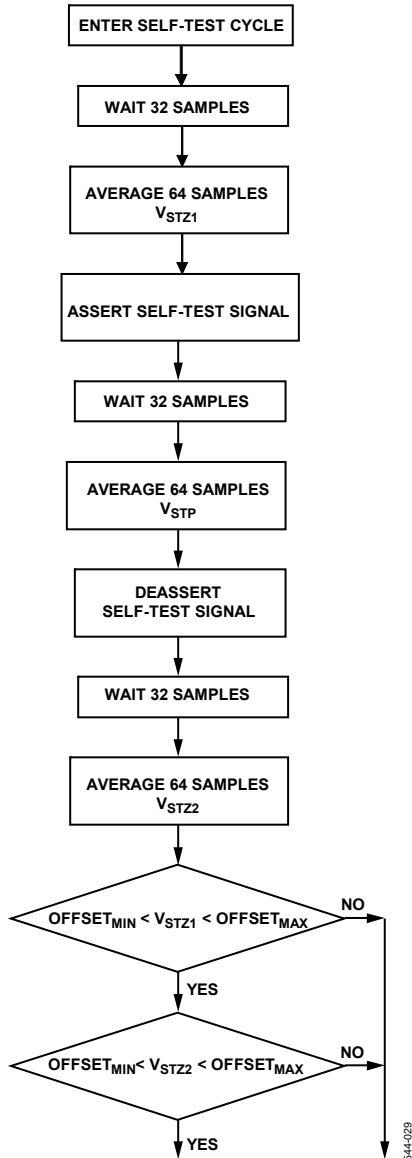 ENTER SELF-TEST CYCLE
WAIT 32 SAMPLES
AVERAGE 64 SAMPLES
VSTZ1
ASSERT SELF-TEST SIGNAL
WAIT 32 SAMPLES
AVERAGE 64 SAMPLES
VSTP
DEASSERT
SELF-TEST SIGNAL
WAIT 32 SAMPLES
AVERAGE 64 SAMPLES
VSTZ2
OFFSETMIN < VSTZ1 < OFFSETMAX
NO
YES
OFFSETMIN< VSTZ2 < OFFSETMAX
NO
YES
544-029